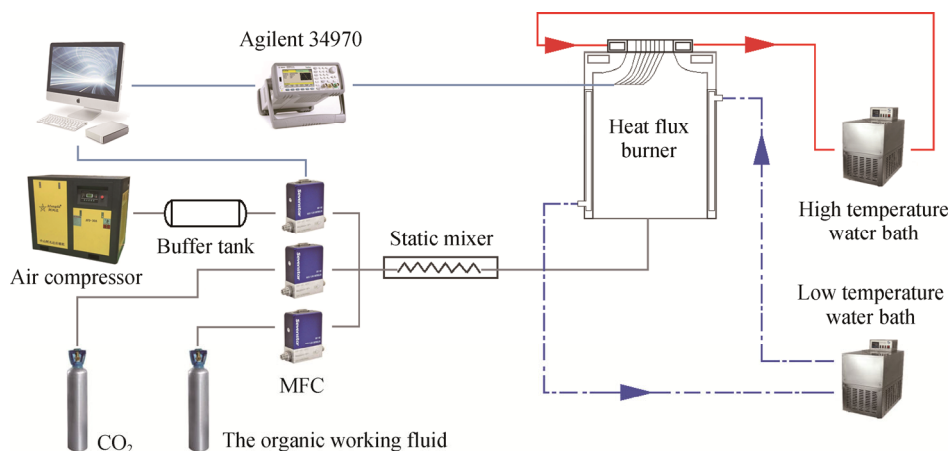 Agilent 34970
Heat flux
burner
High temperature
water bath
Air compressor
Buffer tank
Static mixer
MFC
Low temperature
water bath
CO₂
The organic working fluid